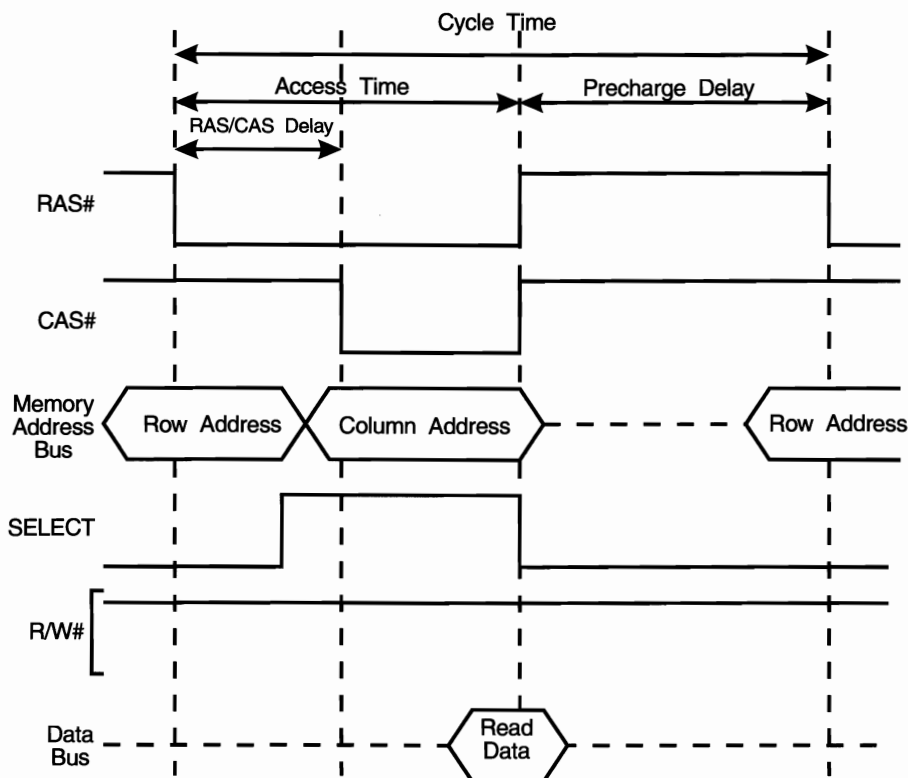 Cycle Time
Access Time
Precharge Delay
RAS/CAS Delay
RAS#
CAS#
Memory
Address
Bus
Row Address
Column Address
Row Address
SELECT
R/W#
Data
Bus
Read
Data